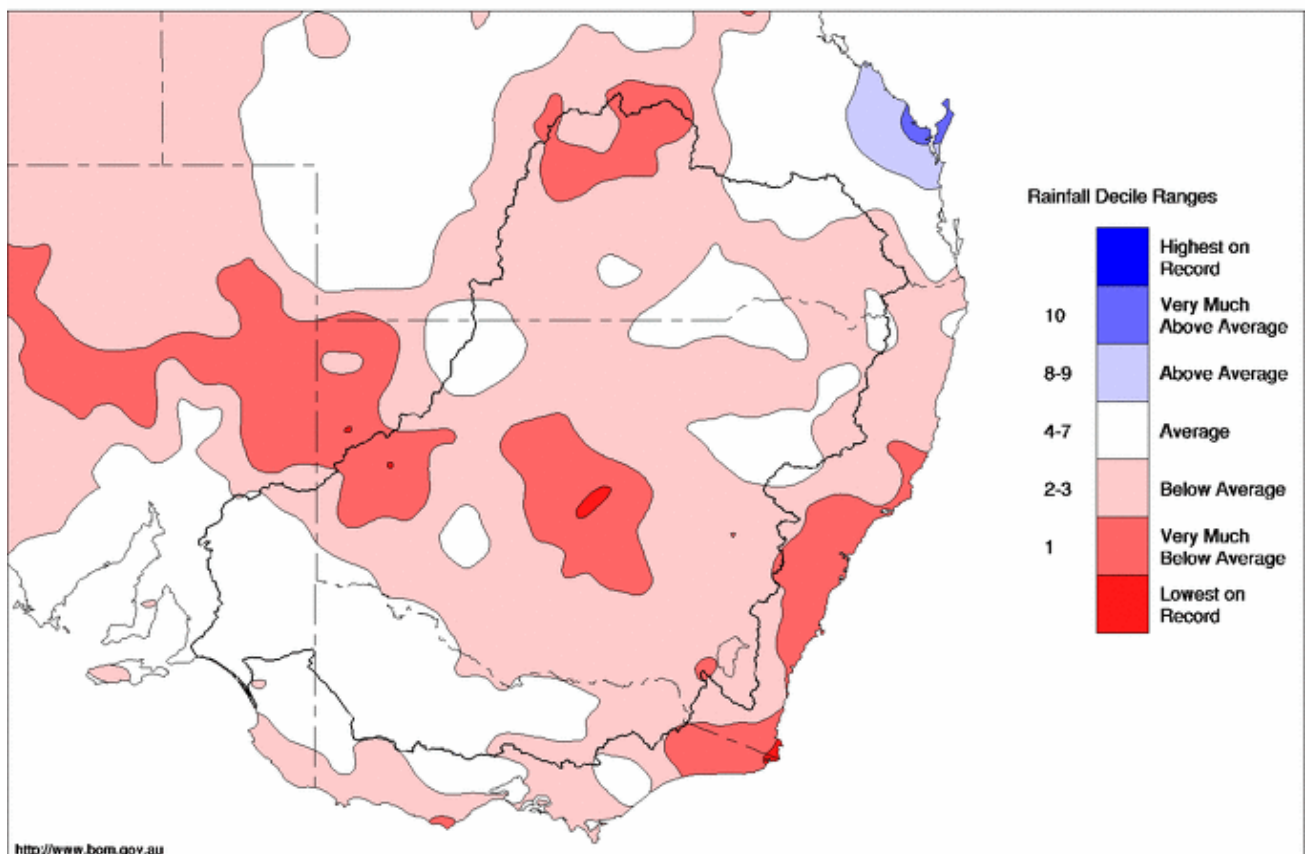 Rainfall Decile Ranges
Highest on
Record
10
Very Much
Above Average
8-9
Above Average
4-7
Average
2-3
Below Average
1
Very Much
Below Average
Lowest on
Record
http://www.bom.gov.au